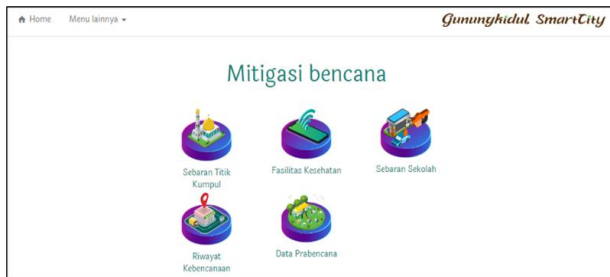 Home Menu lainnya
Gunungkidul SmartCity
Mitigasi bencana
Sebaran Titik
Kumpul
Fasilitas Kesehatan
Sebaran Sekolah
Riwayat
Kebencanaan
Data Prabencana